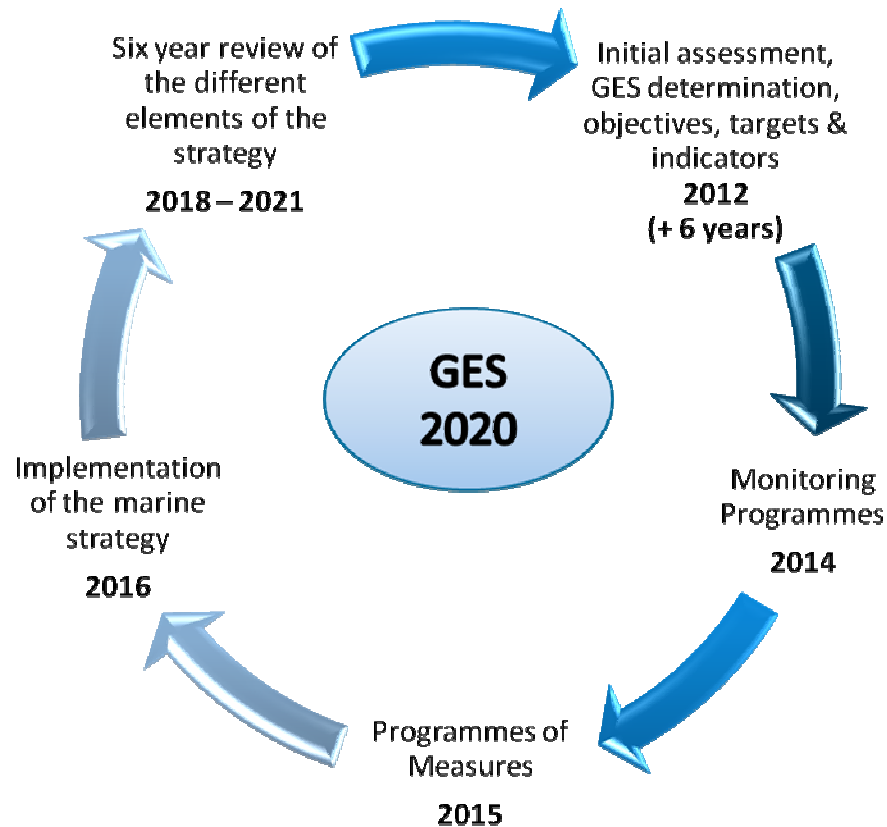 Six year review of
the different
elements of the
strategy
2018 – 2021
Initial assessment,
GES determination,
objectives, targets &
indicators
2012
(+ 6 years)
GES
2020
Monitoring
Programmes
2014
Programmes of
Measures
2015
Implementation
of the marine
strategy
2016